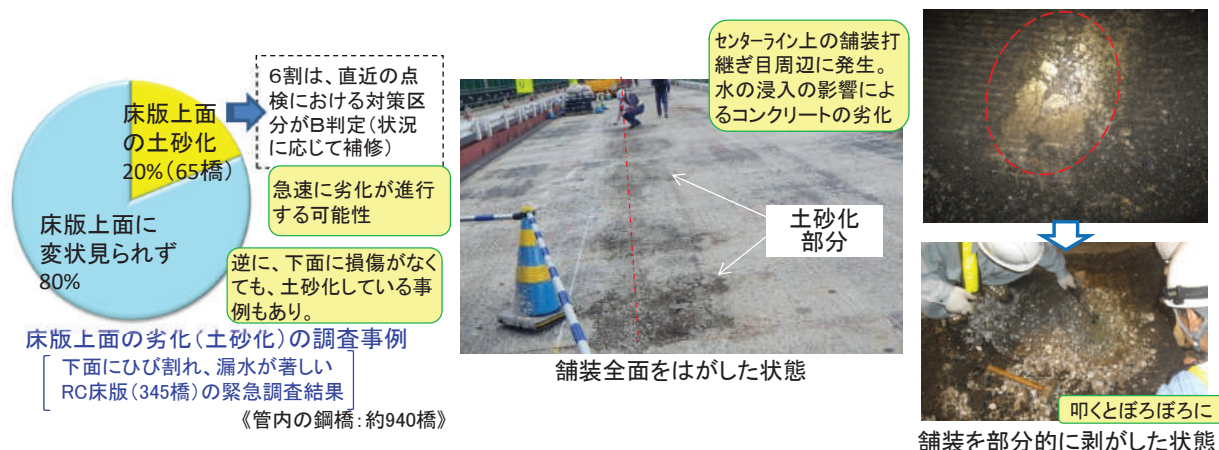 床版上面
の土砂化
20%(65橋)
床版上面に
変状見られず
80%
6割は、直近の点
検における対策区
分がB判定(状況
に応じて補修)
急速に劣化が進行
する可能性
逆に、下面に損傷がなく
ても、土砂化している事
例もあり。
床版上面の劣化(土砂化)の調査事例
下面にひび割れ、漏水が著しい
RC床版(345橋)の緊急調査結果
《管内の鋼橋:約940橋》
センターライン上の舗装打
継ぎ目周辺に発生。
水の浸入の影響によ
るコンクリートの劣化
土砂化
部分
舗装全面をはがした状態
叩くとぼろぼろに
舗装を部分的に剥がした状態